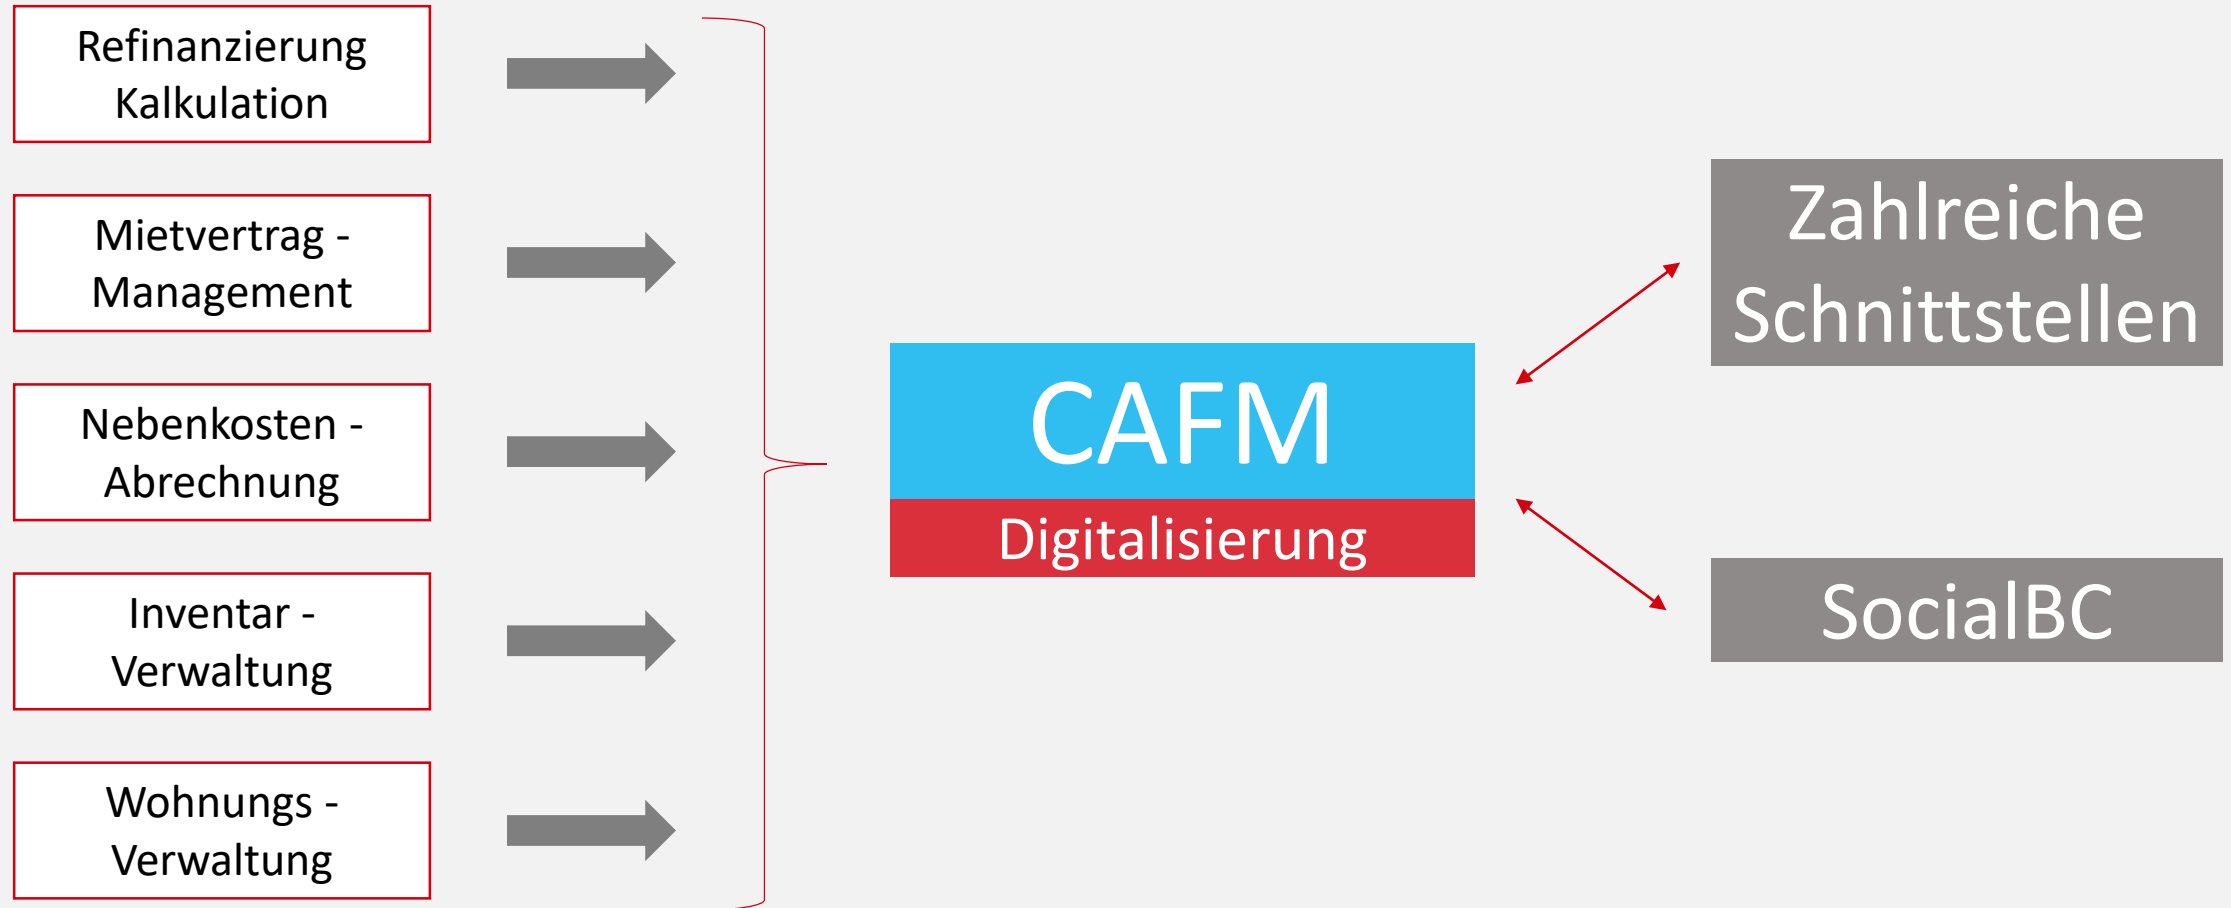 Refinanzierung
Kalkulation
Mietvertrag -
Management
Nebenkosten -
Abrechnung
Inventar -
Verwaltung
Wohnungs -
Verwaltung
CAFM
Digitalisierung
Zahlreiche
Schnittstellen
SocialBC